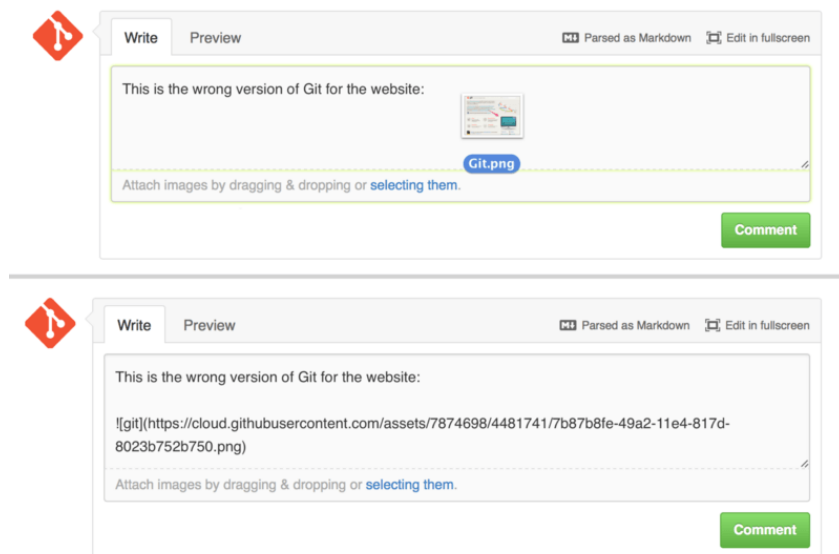 Write Preview Parsed as Markdown Edit in fullscreen
This is the wrong version of Git for the website:
Git.png
Attach images by dragging & dropping or selecting them.
Comment
Write Preview Parsed as Markdown Edit in fullscreen
This is the wrong version of Git for the website:
![git](https://cloud.githubusercontent.com/assets/7874698/4481741/7b87b8fe-49a2-11e4-817d-
8023b752b750.png)
Attach images by dragging & dropping or selecting them.
Comment